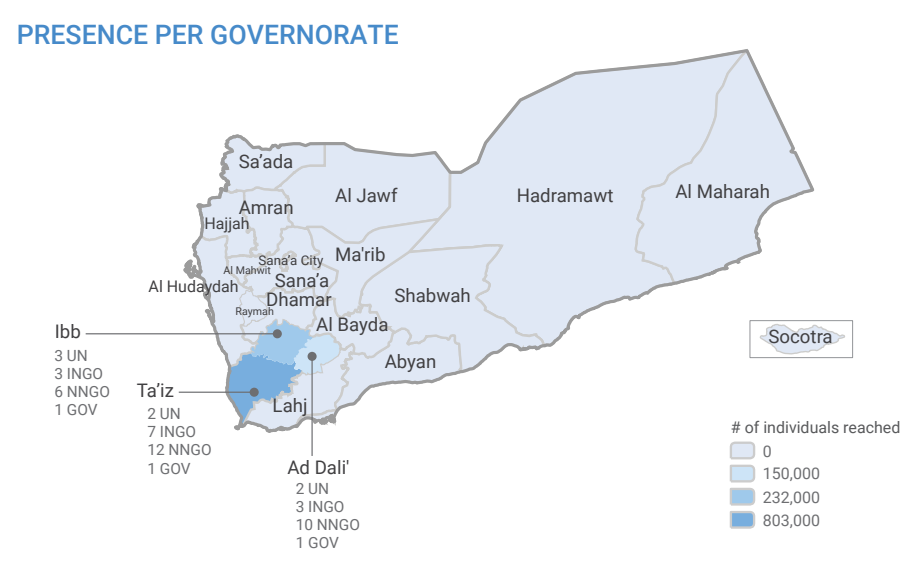 PRESENCE PER GOVERNORATE
Sa'ada
Al Jawf
Hadramawt
Al Maharah
Amran
Hajjah
Ma'rib
Sana'a City
Al Mahwit
Sana'a
Al Hudaydah
Dhamar
Shabwah
Raymah
Al Bayda
Abyan
Lahj
Socotra
Ibb
3 UN
3 INGO
6 NNGO
1 GOV
Ta'iz
2 UN
7 INGO
12 NNGO
1 GOV
Ad Dali'
2 UN
3 INGO
10 NNGO
1 GOV
# of individuals reached
0
150,000
232,000
803,000